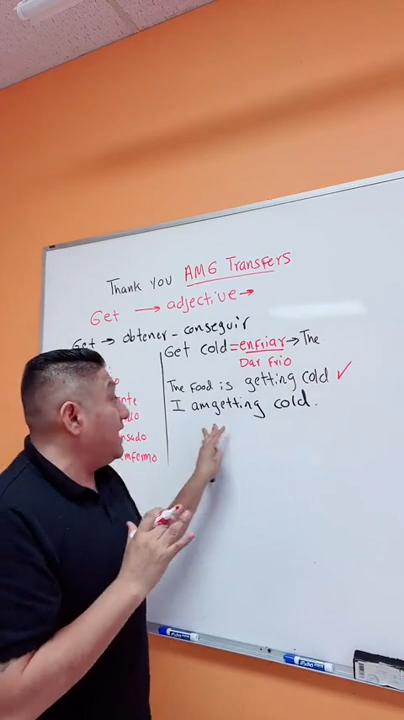 Thank you AMG Transfers
Get → adjective →
Get → obtener - conseguir
Get cold = enfriar → The
Dar Frio
The Food is getting cold ✓
I am getting cold.
enfermo